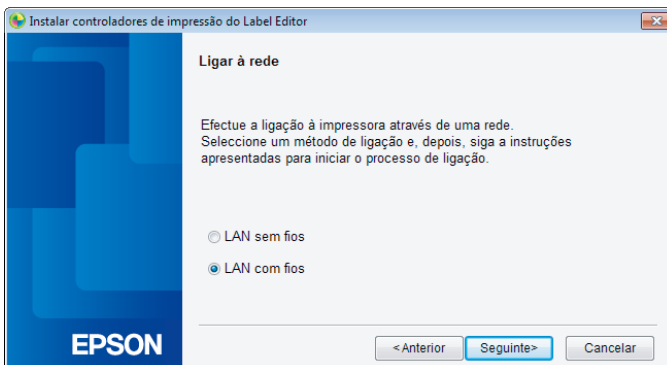 Instalar controladores de impressão do Label Editor
Ligar à rede
Efectue a ligação à impressora através de uma rede.
Seleccione um método de ligação e, depois, siga a instruções
apresentadas para iniciar o processo de ligação.
LAN sem fios
LAN com fios
EPSON
<Anterior
Seguinte>
Cancelar